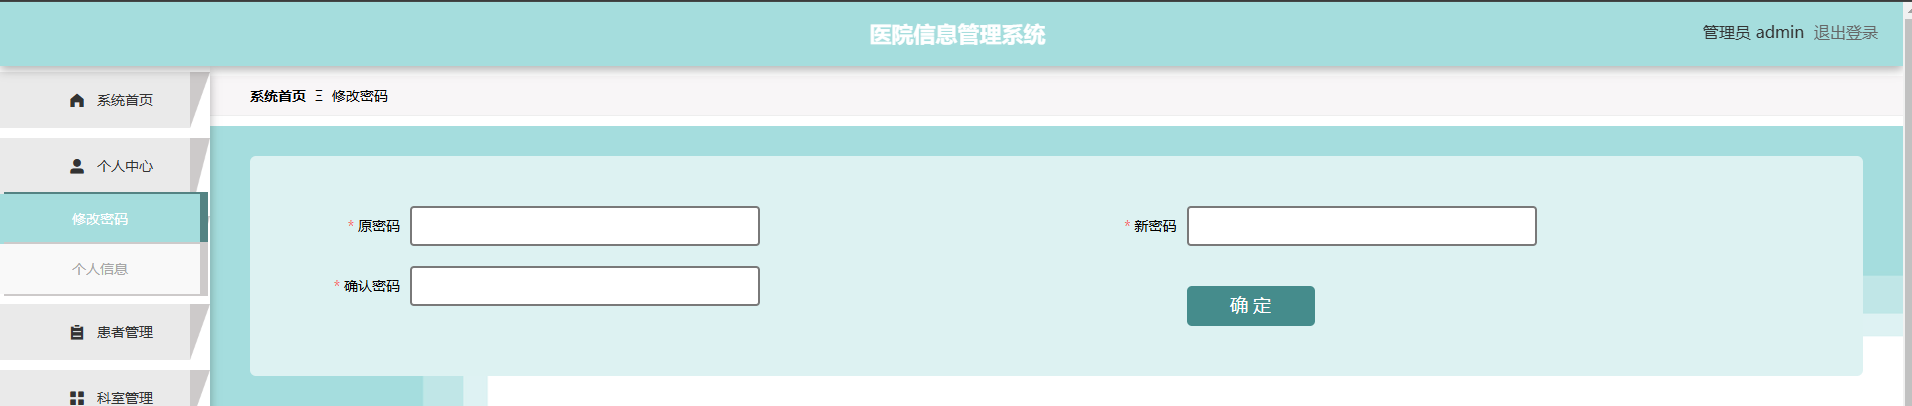 医院信息管理系统
管理员 admin 退出登录
系统首页
系统首页 Ξ 修改密码
个人中心
修改密码
个人信息
患者管理
科室管理
* 原密码
* 新密码
* 确认密码
确 定